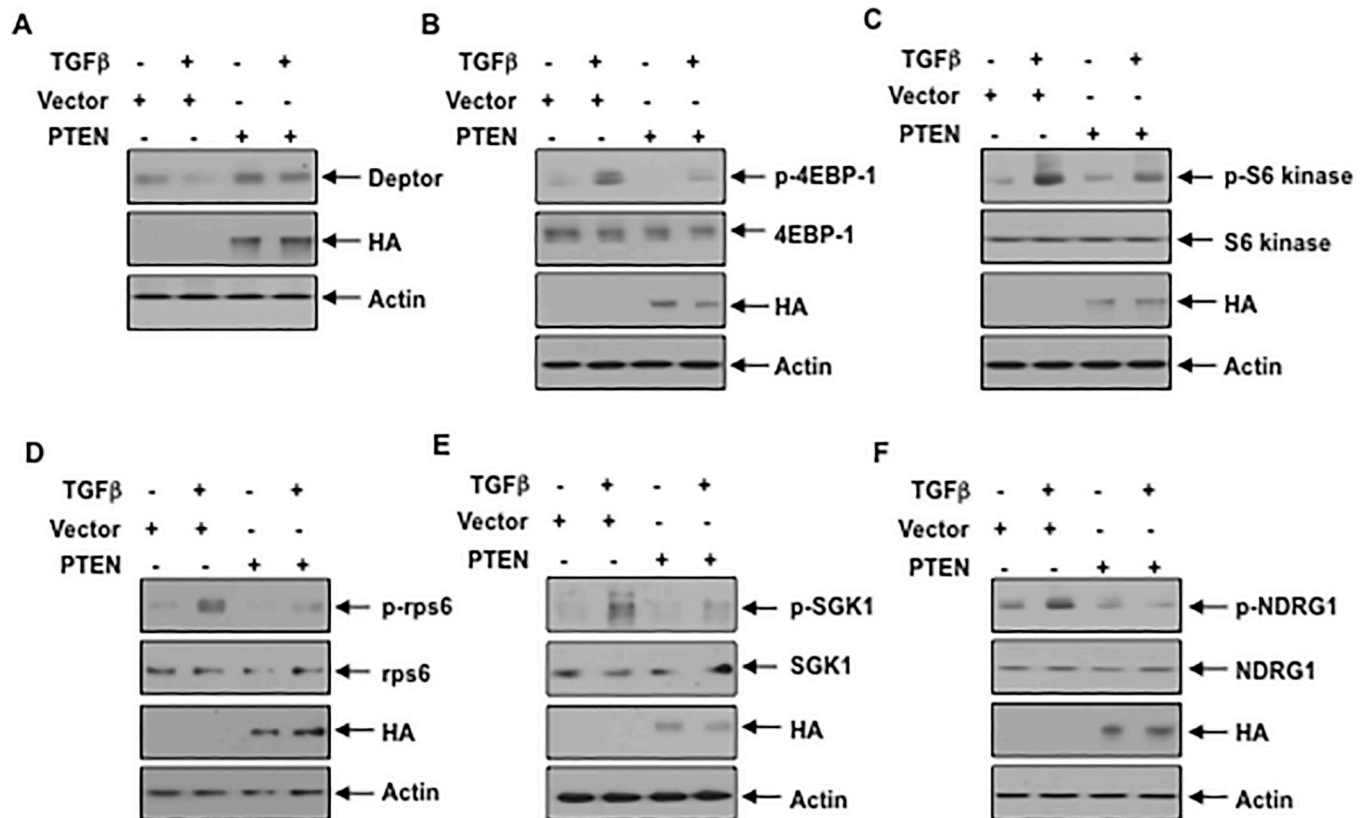 A
TGFβ - + - +
Vector + + - -
PTEN - - + +
Deptor
HA
Actin
B
TGFβ - + - +
Vector + + - -
PTEN - - + +
p-4EBP-1
4EBP-1
HA
Actin
C
TGFβ - + - +
Vector + + - -
PTEN - - + +
p-S6 kinase
S6 kinase
HA
Actin
D
TGFβ - + - +
Vector + + - -
PTEN - - + +
p-rps6
rps6
HA
Actin
E
TGFβ - + - +
Vector + + - -
PTEN - - + +
p-SGK1
SGK1
HA
Actin
F
TGFβ - + - +
Vector + + - -
PTEN - - + +
p-NDRG1
NDRG1
HA
Actin